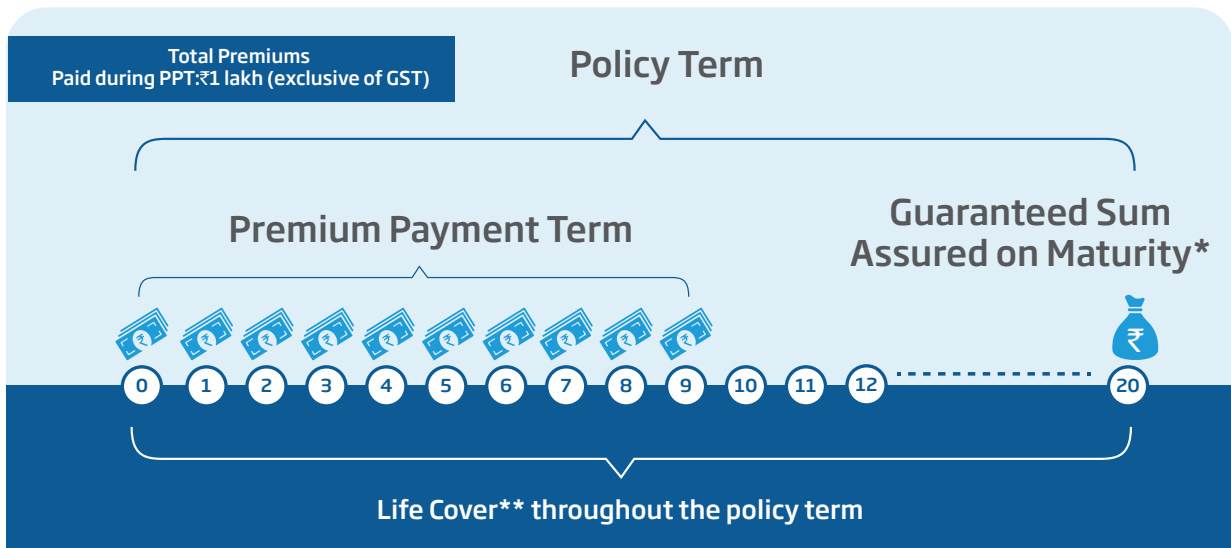 Total Premiums
Paid during PPT:₹1 lakh (exclusive of GST)
Policy Term
Premium Payment Term
Guaranteed Sum
Assured on Maturity*
₹ ₹ ₹ ₹ ₹ ₹ ₹ ₹ ₹ ₹ ₹
0 1 2 3 4 5 6 7 8 9 10 11 12 20
Life Cover** throughout the policy term